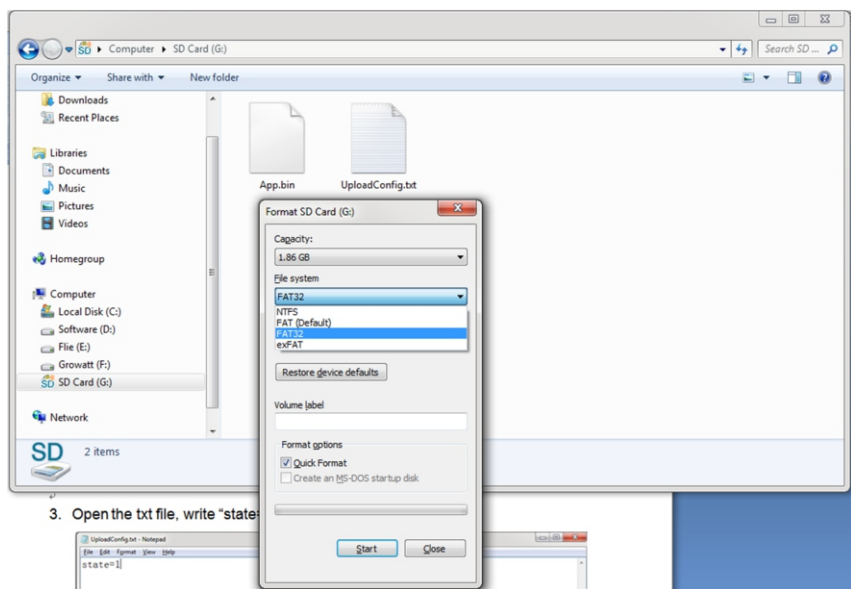 Computer SD Card (G:)
Search SD ...
Organize Share with New folder
Downloads
Recent Places
Libraries
Documents
Music
Pictures
Videos
Homegroup
Computer
Local Disk (C:)
Software (D:)
Flie (E:)
Growatt (F:)
SD Card (G:)
Network
App.bin UploadConfig.txt
SD 2 items
Format SD Card (G:)
Capacity:
1.86 GB
File system
FAT32
NTFS
FAT (Default)
FAT32
exFAT
Restore device defaults
Volume label
Format options
Quick Format
Create an MS-DOS startup disk
Start Close
3. Open the txt file, write “state=
UploadConfig.txt - Notepad
File Edit Format View Help
state=1